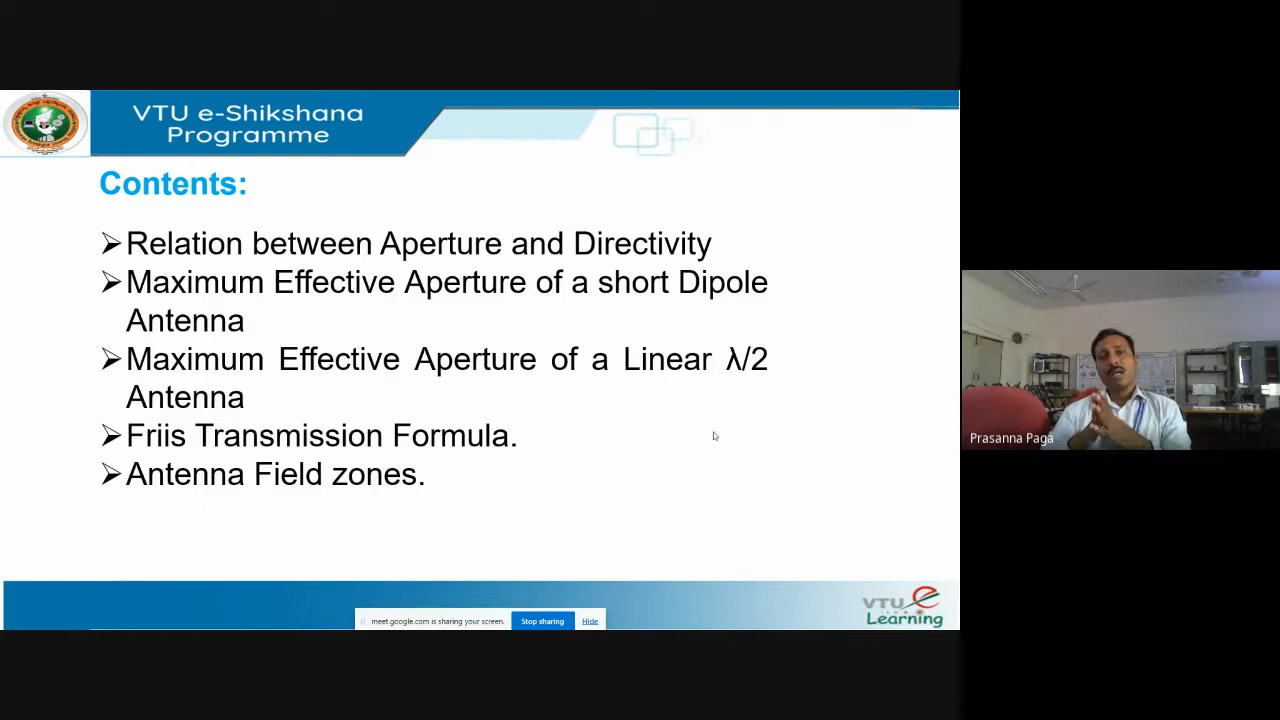 VTU e-Shikshana
Programme
Contents:
➢Relation between Aperture and Directivity
➢Maximum Effective Aperture of a short Dipole
Antenna
➢Maximum Effective Aperture of a Linear λ/2
Antenna
➢Friis Transmission Formula.
➢Antenna Field zones.
Prasanna Paga
meet.google.com is sharing your screen.
Stop sharing
Hide
VTU e
Learning